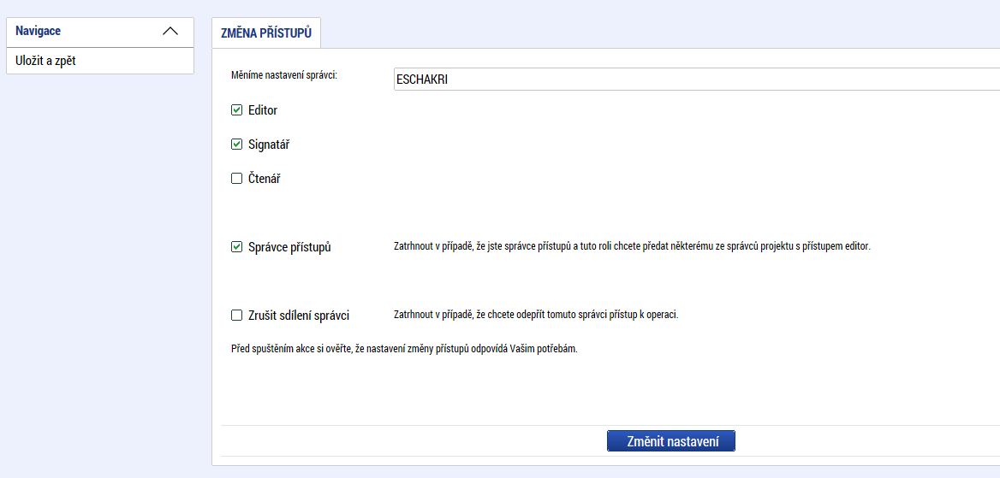 Navigace
Uložit a zpět
ZMĚNA PŘÍSTUPŮ
Měníme nastavení správci:
ESCHAKRI
Editor
Signatář
Čtenář
Správce přístupů
Zatrhnout v případě, že jste správce přístupů a tuto roli chcete předat některému ze správců projektu s přístupem editor.
Zrušit sdílení správci
Zatrhnout v případě, že chcete odepřít tomuto správci přístup k operaci.
Před spuštěním akce si ověřte, že nastavení změny přístupů odpovídá Vašim potřebám.
Změnit nastavení